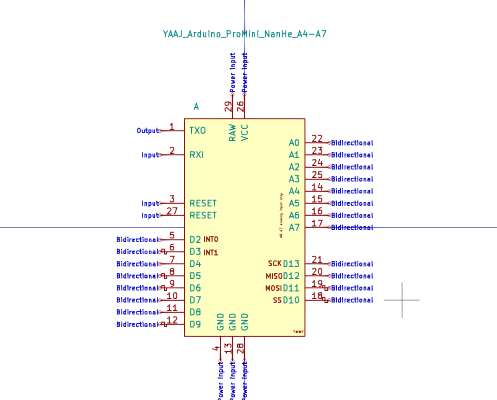 YAAJ_Arduino_ProMini_NanHe_A4-A7
Power Input Power Input
29 26
A
RAW VCC
Output 1 TXO
Input 2 RXI
Input 3 RESET
Input 27 RESET
Bidirectional 5 D2 INT0
Bidirectional 6 D3 INT1
Bidirectional 7 D4
Bidirectional 8 D5
Bidirectional 9 D6
Bidirectional 10 D7
Bidirectional 11 D8
Bidirectional 12 D9
A0 22 Bidirectional
A1 23 Bidirectional
A2 24 Bidirectional
A3 25 Bidirectional
A4 14 Bidirectional
A5 15 Bidirectional
A6 16 Bidirectional
A7 17 Bidirectional
SCK D13 21 Bidirectional
MISO D12 20 Bidirectional
MOSI D11 19 Bidirectional
SS D10 18 Bidirectional
GND GND GND
4 13 28
Power Input Power Input Power Input